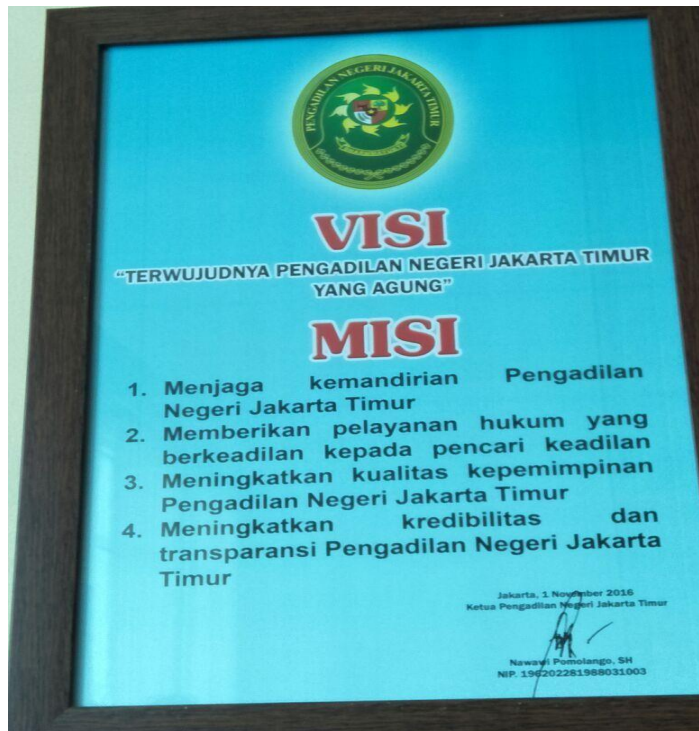 PENGADILAN NEGERI JAKARTA TIMUR
VISI
“TERWUJUDNYA PENGADILAN NEGERI JAKARTA TIMUR
YANG AGUNG”
MISI
1. Menjaga kemandirian Pengadilan
Negeri Jakarta Timur
2. Memberikan pelayanan hukum yang
berkeadilan kepada pencari keadilan
3. Meningkatkan kualitas kepemimpinan
Pengadilan Negeri Jakarta Timur
4. Meningkatkan kredibilitas dan
transparansi Pengadilan Negeri Jakarta
Timur
Jakarta, 1 November 2016
Ketua Pengadilan Negeri Jakarta Timur
Nawawi Pomolango, SH
NIP. 196202281988031003